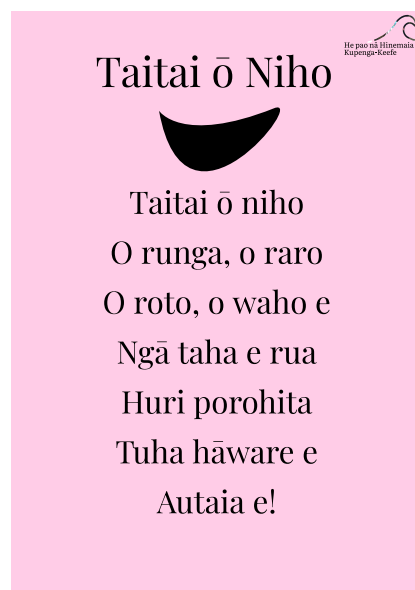 He pao nā Hinemaia
Kupenga-Keefe
Taitai ō Niho
Taitai ō niho
O runga, o raro
O roto, o waho e
Ngā taha e rua
Huri porohita
Tuha hāware e
Autaia e!